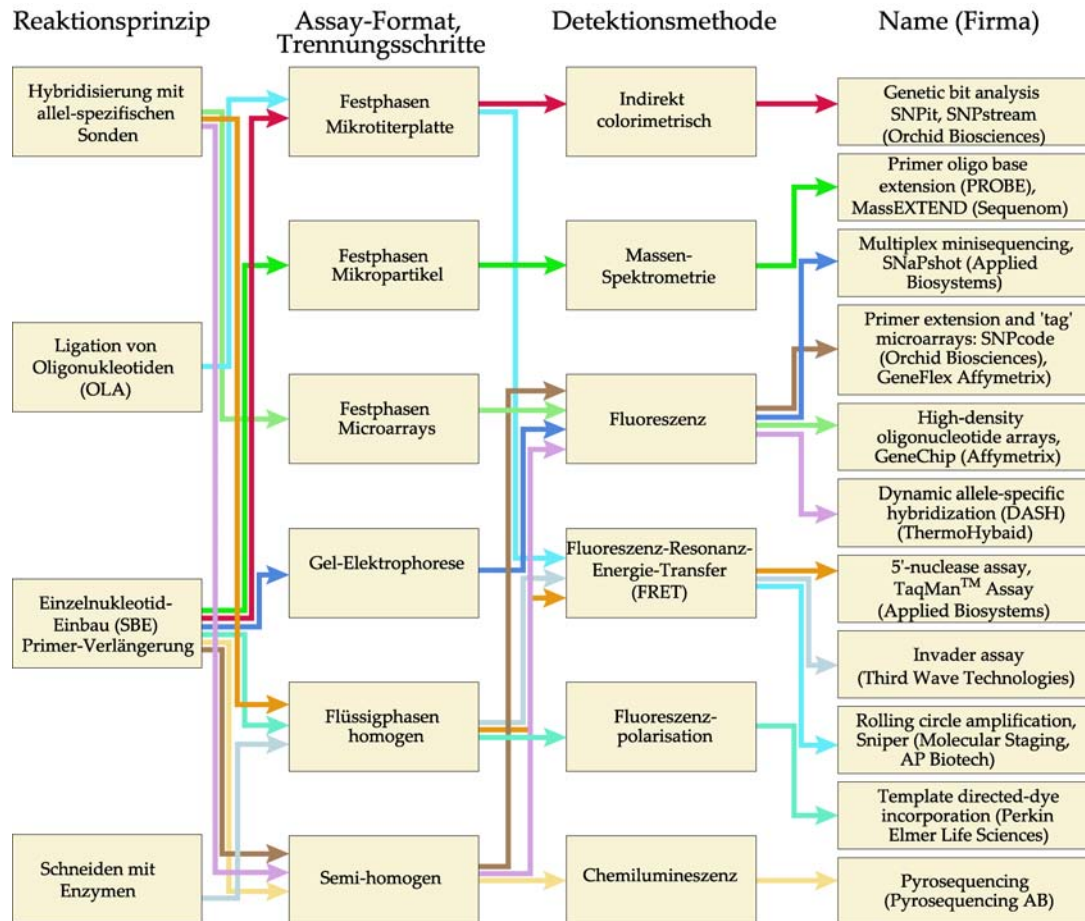 Reaktionsprinzip
Assay-Format,
Trennungsschritte
Detektionsmethode
Name (Firma)
Hybridisierung mit
allel-spezifischen
Sonden
Ligation von
Oligonukleotiden
(OLA)
Einzelnukleotid-
Einbau (SBE)
Primer-Verlängerung
Schneiden mit
Enzymen
Festphasen
Mikrotiterplatte
Festphasen
Mikropartikel
Festphasen
Microarrays
Gel-Elektrophorese
Flüssigphasen
homogen
Semi-homogen
Indirekt
colorimetrisch
Massen-
Spektrometrie
Fluoreszenz
Fluoreszenz-Resonanz-
Energie-Transfer
(FRET)
Fluoreszenz-
polarisation
Chemilumineszenz
Genetic bit analysis
SNPit, SNPstream
(Orchid Biosciences)
Primer oligo base
extension (PROBE),
MassEXTEND (Sequenom)
Multiplex minisequencing,
SNaPshot (Applied
Biosystems)
Primer extension and 'tag'
microarrays: SNPcode
(Orchid Biosciences),
GeneFlex Affymetrix)
High-density
oligonucleotide arrays,
GeneChip (Affymetrix)
Dynamic allele-specific
hybridization (DASH)
(ThermoHybaid)
5'-nuclease assay,
TaqMan™ Assay
(Applied Biosystems)
Invader assay
(Third Wave Technologies)
Rolling circle amplification,
Sniper (Molecular Staging,
AP Biotech)
Template directed-dye
incorporation (Perkin
Elmer Life Sciences)
Pyrosequencing
(Pyrosequencing AB)